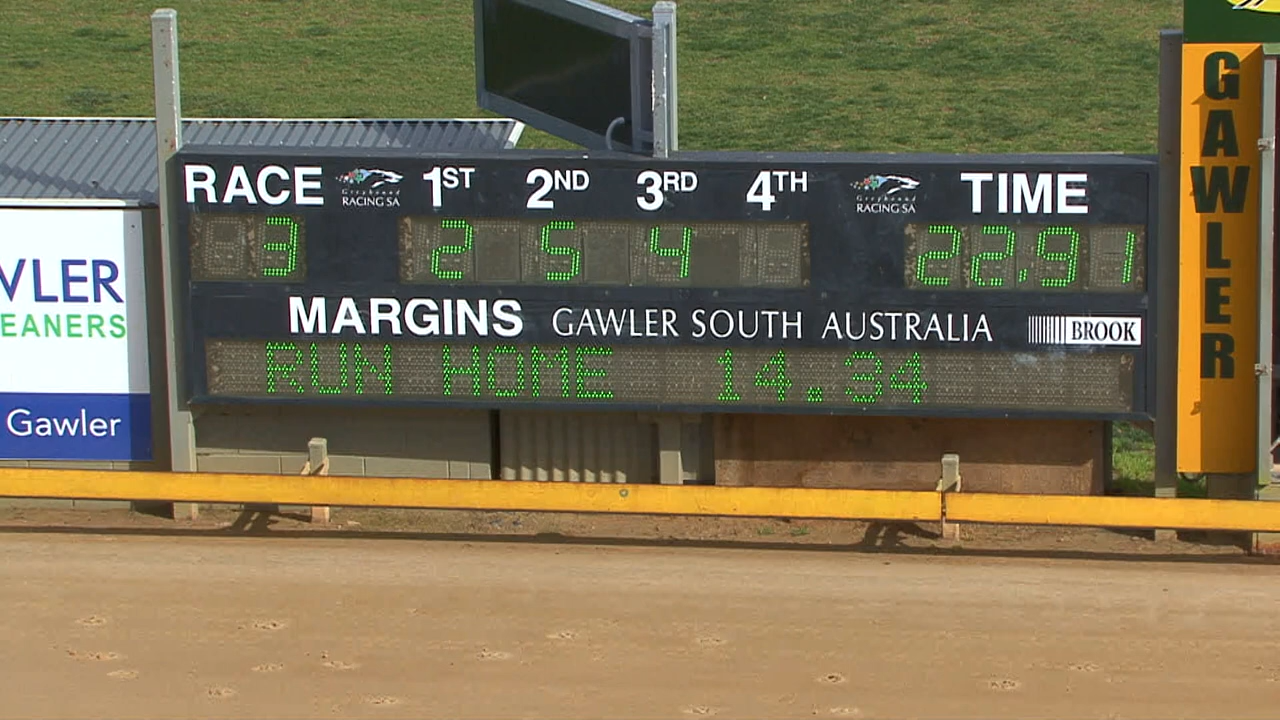 RACE 1ST 2ND 3RD 4TH TIME
Greyhound RACING SA Greyhound RACING SA
3 2 5 4 22.91
MARGINS GAWLER SOUTH AUSTRALIA BROOK
RUN HOME 14.34
WLER
EANERS
Gawler
GAWLER